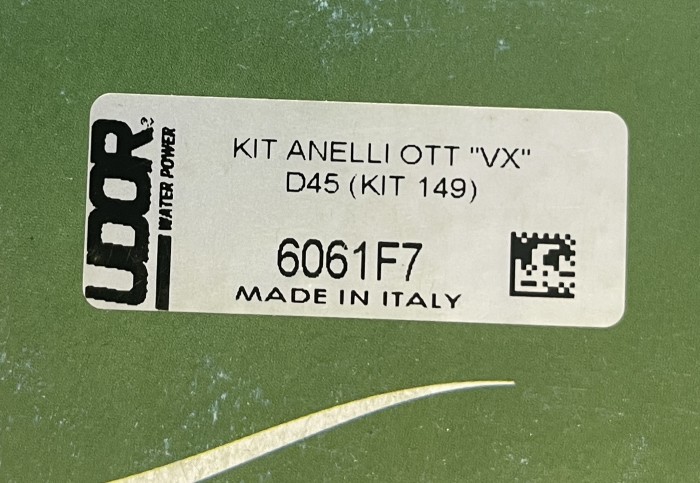 UDOR
WATER POWER
KIT ANELLI OTT "VX"
D45 (KIT 149)
6061F7
MADE IN ITALY